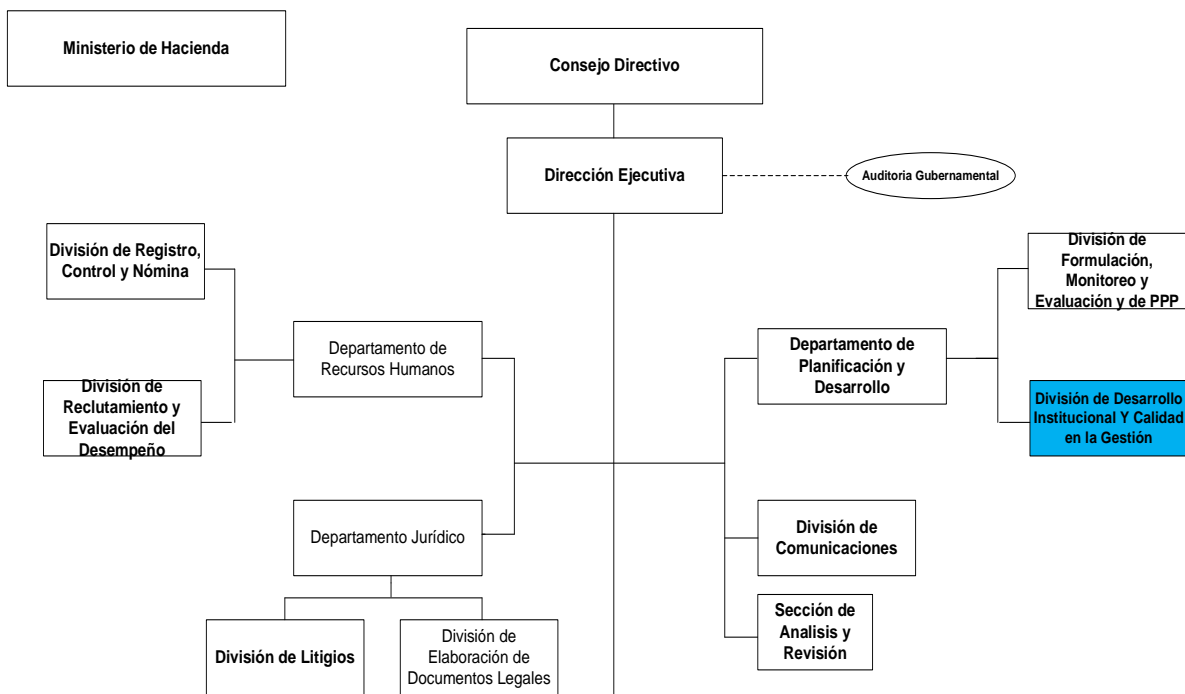 Ministerio de Hacienda
Consejo Directivo
Dirección Ejecutiva
Auditoria Gubernamental
División de Registro,
Control y Nómina
División de
Formulación,
Monitoreo y
Evaluación y de PPP
Departamento de
Recursos Humanos
Departamento de
Planificación y
Desarrollo
División de
Reclutamiento y
Evaluación del
Desempeño
División de Desarrollo
Institucional Y Calidad
en la Gestión
Departamento Jurídico
División de
Comunicaciones
División de Litigios
División de
Elaboración de
Documentos Legales
Sección de
Analisis y
Revisión